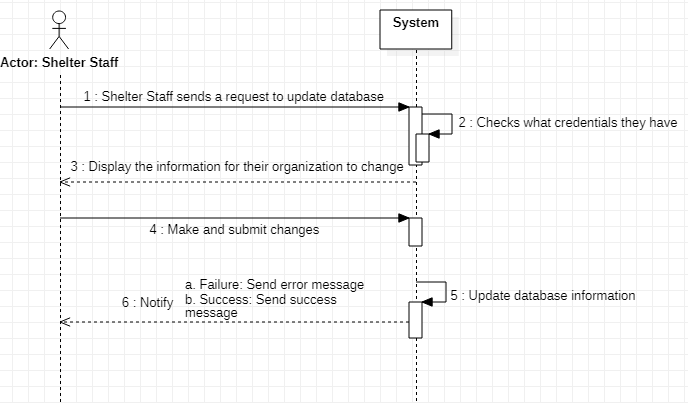 System
Actor: Shelter Staff
1 : Shelter Staff sends a request to update database
2 : Checks what credentials they have
3 : Display the information for their organization to change
4 : Make and submit changes
a. Failure: Send error message
5 : Update database information
6 : Notify
b. Success: Send success
message